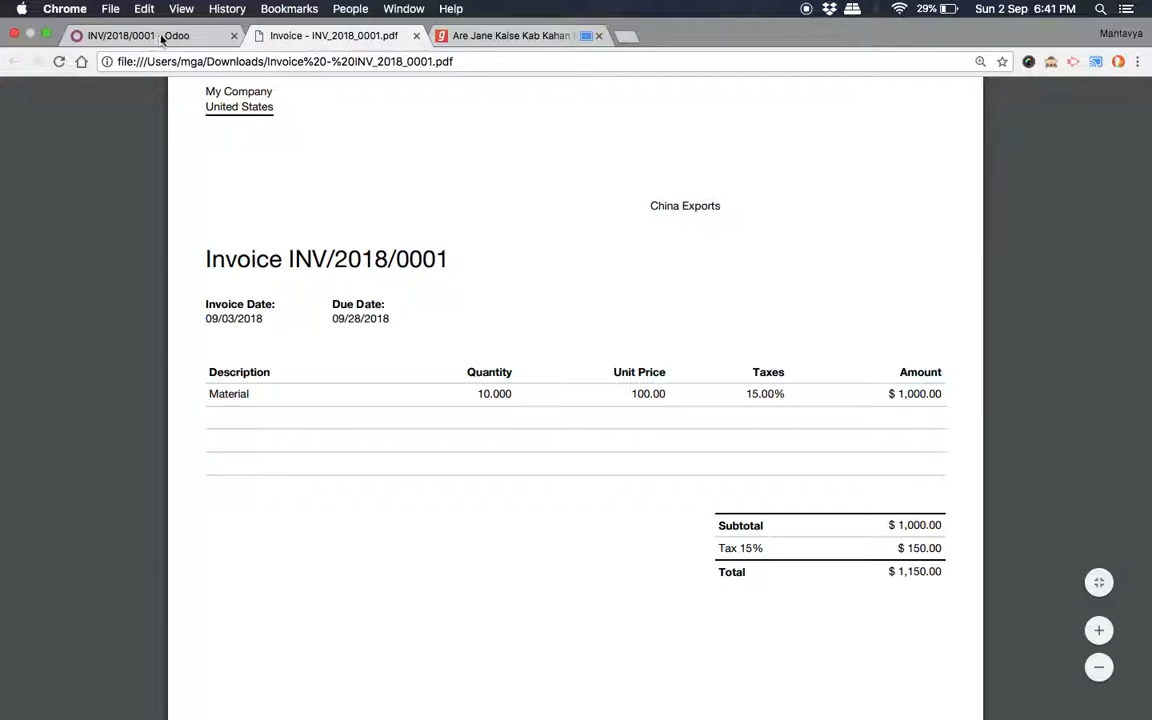 Chrome File Edit View History Bookmarks People Window Help 29% Sun 2 Sep 6:41 PM
INV/2018/0001 - Odoo Invoice - INV_2018_0001.pdf Are Jane Kaise Kab Kahan Mantavya
file:///Users/mga/Downloads/Invoice%20-%20INV_2018_0001.pdf
My Company
United States
China Exports
Invoice INV/2018/0001
Invoice Date: Due Date:
09/03/2018 09/28/2018
Description Quantity Unit Price Taxes Amount
Material 10.000 100.00 15.00% $ 1,000.00
Subtotal $ 1,000.00
Tax 15% $ 150.00
Total $ 1,150.00